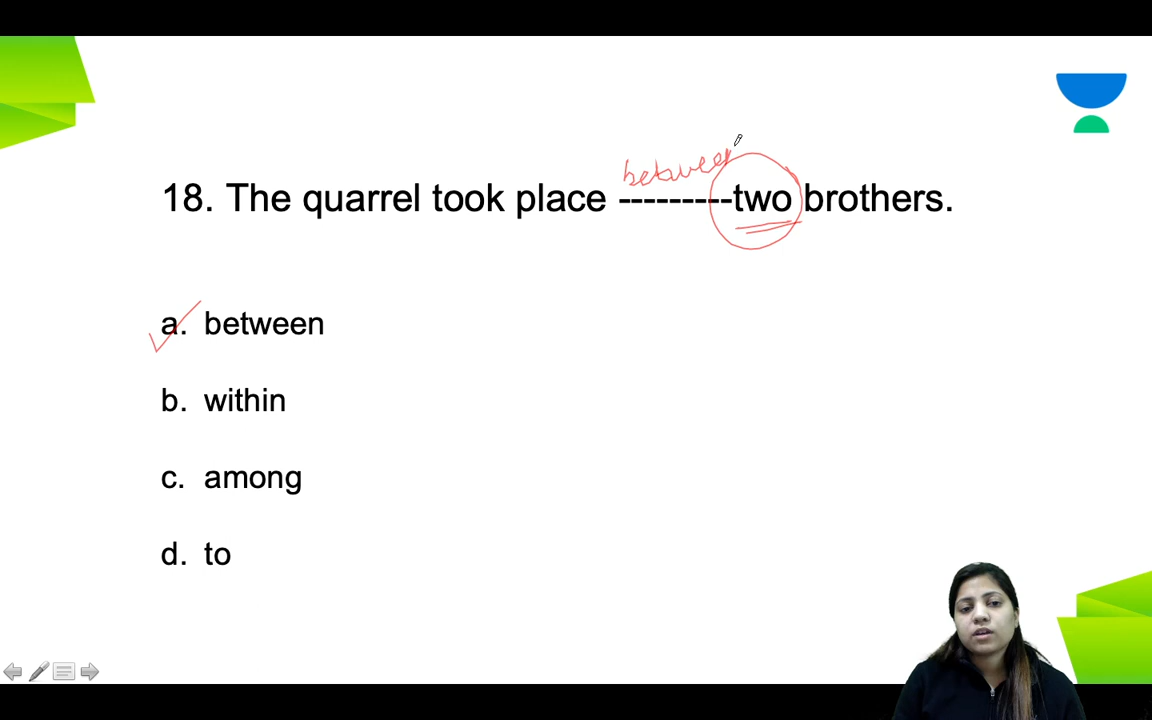 between
18. The quarrel took place ---------two brothers.
a. between
b. within
c. among
d. to